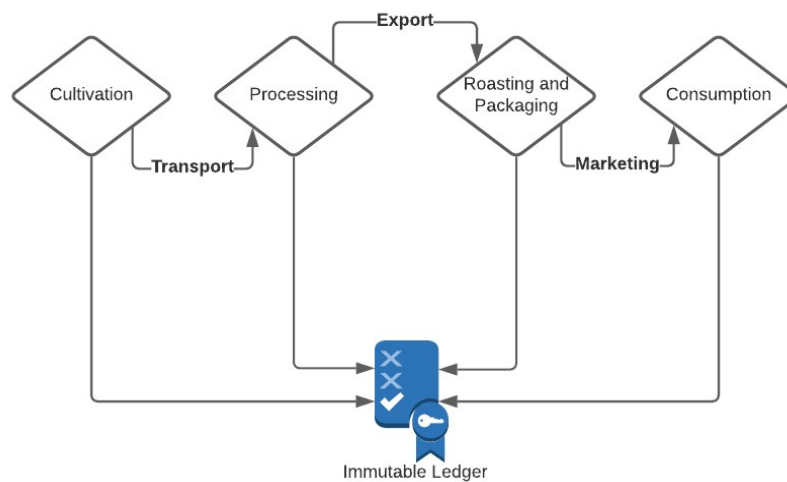 Export
Cultivation
Processing
Roasting and
Packaging
Consumption
Transport
Marketing
Immutable Ledger